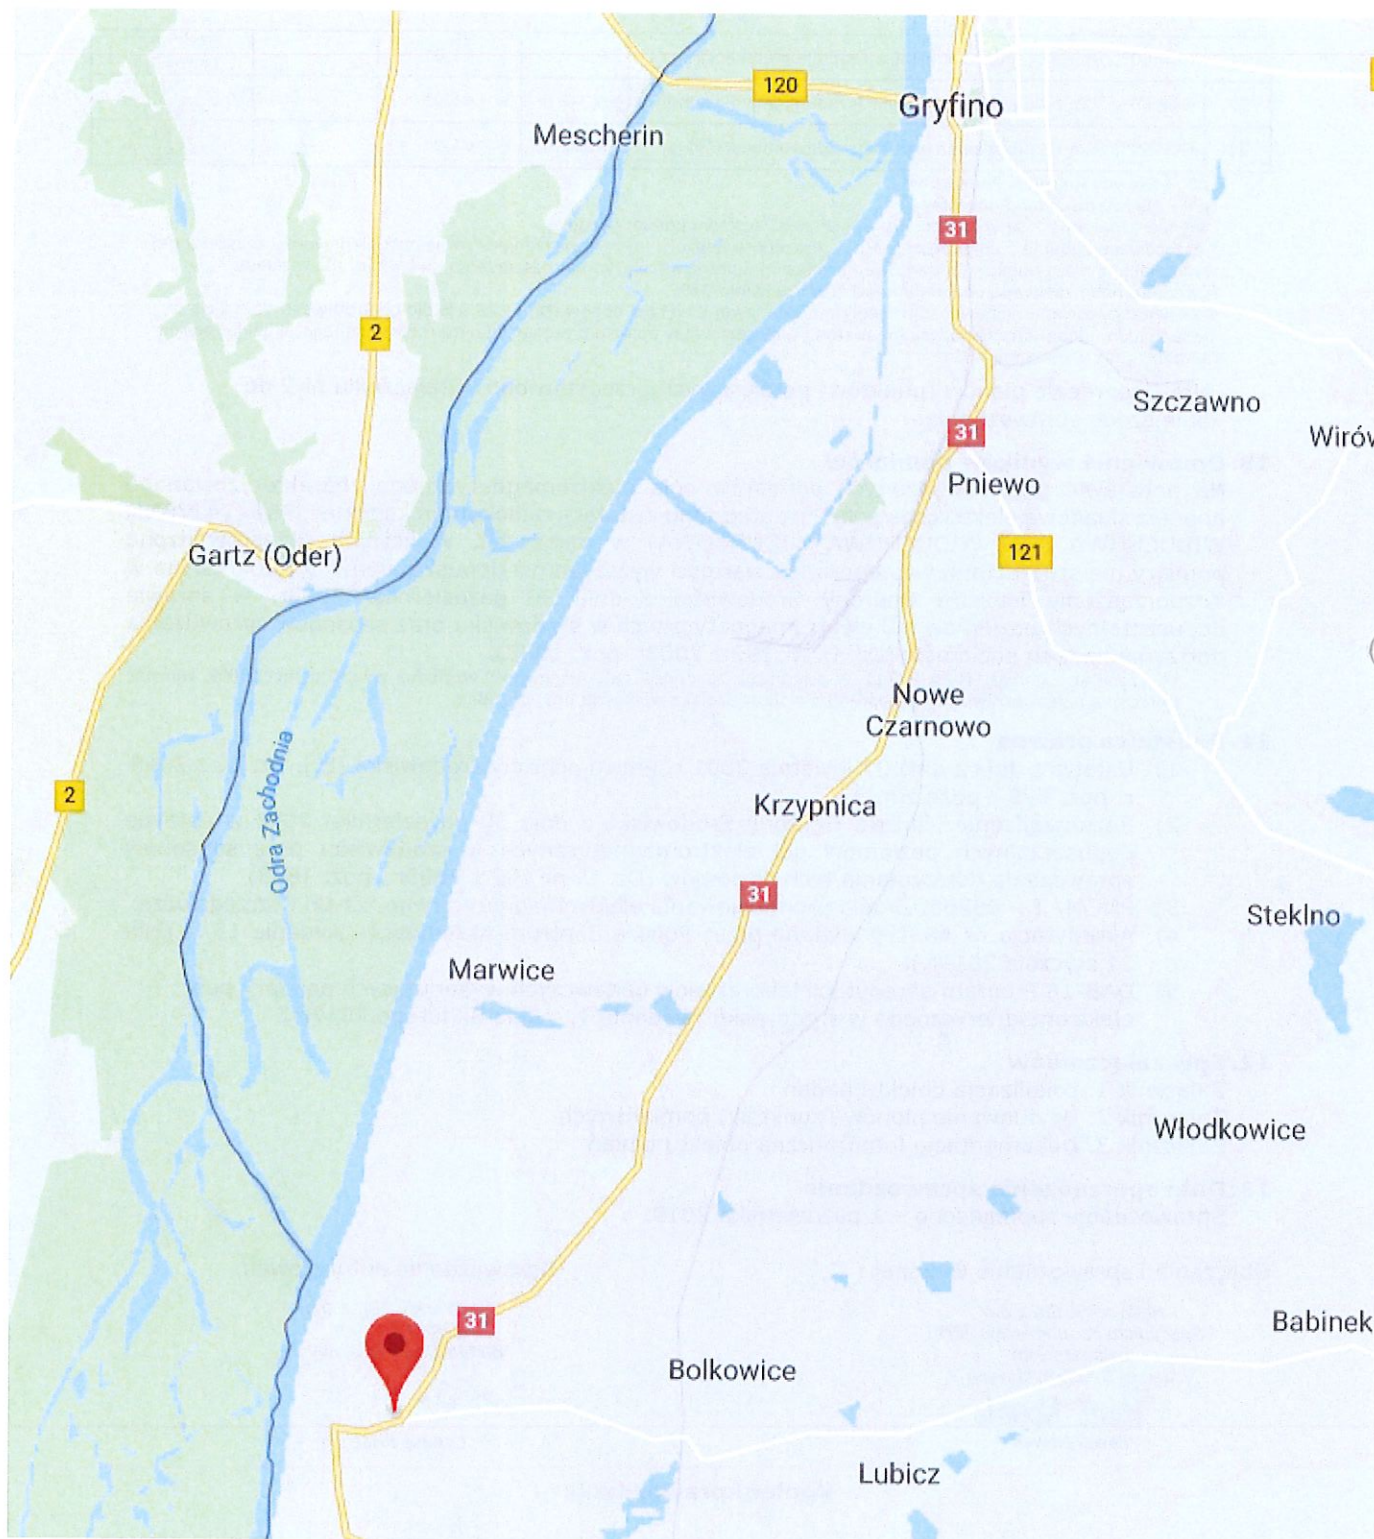 120
Gryfino
Mescherin
31
2
Szczawno
31
Wirów
Pniewo
Gartz (Oder)
121
Nowe
Czarnowo
Odra Zachodnia
2
Krzypnica
31
Steklno
Marwice
Włodkowice
31
Babinek
Bolkowice
Lubicz